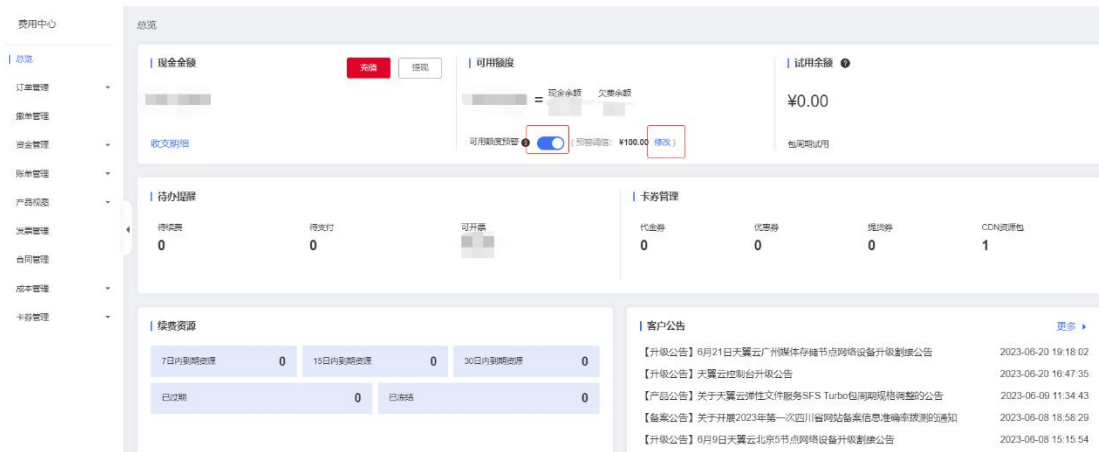 费用中心
总览
总览
订单管理
撤单管理
资金管理
账单管理
产品视图
发票管理
合同管理
成本管理
卡券管理
现金金额
充值
提现
收支明细
可用额度
=
现金余额 欠费余额
可用额度预警 ? (预警阈值: ¥100.00 修改)
试用余额 ?
¥0.00
包周期试用
待办提醒
待续费 待支付 可开票
0 0
卡券管理
代金券 优惠券 提货券 CDN资源包
0 0 0 1
续费资源
7日内到期资源 0 15日内到期资源 0 30日内到期资源 0
已过期 0 已冻结 0
客户公告 更多
【升级公告】6月21日天翼云广州媒体存储节点网络设备升级割接公告 2023-06-20 19:18:02
【升级公告】天翼云控制台升级公告 2023-06-20 16:47:35
【产品公告】关于天翼云弹性文件服务SFS Turbo包周期规格调整的公告 2023-06-09 11:34:43
【备案公告】关于开展2023年第一次四川省网站备案信息准确率拨测的通知 2023-06-08 18:58:29
【升级公告】6月9日天翼云北京5节点网络设备升级割接公告 2023-06-08 15:15:54